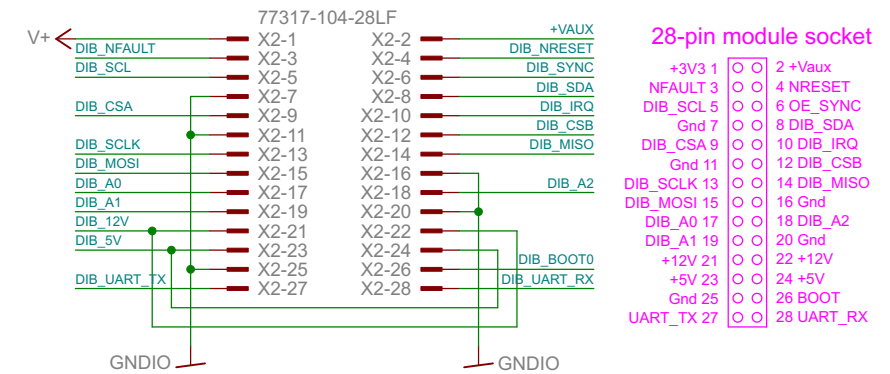 77317-104-28LF
V+ X2-1 X2-2 +VAUX
DIB_NFAULT X2-3 X2-4 DIB_NRESET
DIB_SCL X2-5 X2-6 DIB_SYNC
X2-7 X2-8 DIB_SDA
DIB_CSA X2-9 X2-10 DIB_IRQ
X2-11 X2-12 DIB_CSB
DIB_SCLK X2-13 X2-14 DIB_MISO
DIB_MOSI X2-15 X2-16
DIB_A0 X2-17 X2-18 DIB_A2
DIB_A1 X2-19 X2-20
DIB_12V X2-21 X2-22
DIB_5V X2-23 X2-24
X2-25 X2-26 DIB_BOOT0
DIB_UART_TX X2-27 X2-28 DIB_UART_RX
GNDIO GNDIO
28-pin module socket
+3V3 1 2 +Vaux
NFAULT 3 4 NRESET
DIB_SCL 5 6 OE_SYNC
Gnd 7 8 DIB_SDA
DIB_CSA 9 10 DIB_IRQ
Gnd 11 12 DIB_CSB
DIB_SCLK 13 14 DIB_MISO
DIB_MOSI 15 16 Gnd
DIB_A0 17 18 DIB_A2
DIB_A1 19 20 Gnd
+12V 21 22 +12V
+5V 23 24 +5V
Gnd 25 26 BOOT
UART_TX 27 28 UART_RX